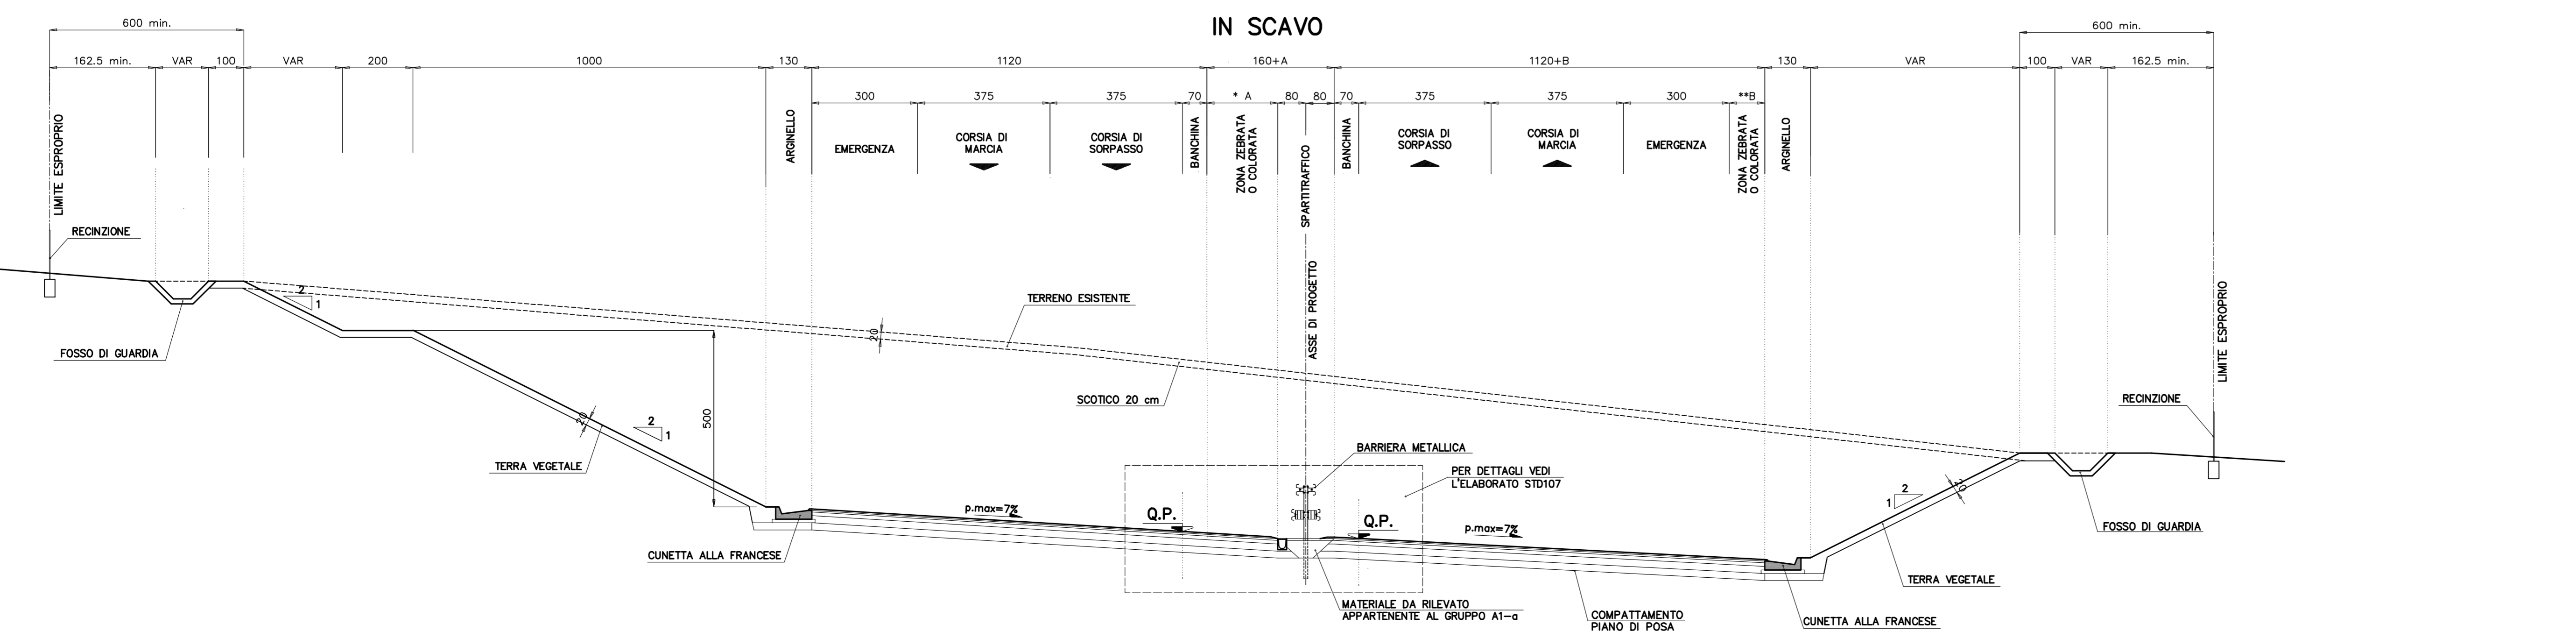 IN SCAVO
600 min.
600 min.
162.5 min.
VAR
100
VAR
200
1000
130
1120
160+A
1120+B
130
VAR
100
VAR
162.5 min.
300
375
375
70
* A
80
80
70
375
375
300
**B
LIMITE ESPROPRIO
ARGINELLO
EMERGENZA
CORSIA DI
MARCIA
CORSIA DI
SORPASSO
BANCHINA
ZONA ZEBRATA
O COLORATA
SPARTITRAFFICO
BANCHINA
CORSIA DI
SORPASSO
CORSIA DI
MARCIA
EMERGENZA
ZONA ZEBRATA
O COLORATA
ARGINELLO
RECINZIONE
2
1
TERRENO ESISTENTE
ASSE DI PROGETTO
LIMITE ESPROPRIO
20
FOSSO DI GUARDIA
SCOTICO 20 cm
RECINZIONE
500
20
2
1
TERRA VEGETALE
BARRIERA METALLICA
PER DETTAGLI VEDI
L'ELABORATO STD107
2
1
20
p.max=7%
Q.P.
Q.P.
p.max=7%
FOSSO DI GUARDIA
CUNETTA ALLA FRANCESE
TERRA VEGETALE
MATERIALE DA RILEVATO
APPARTENENTE AL GRUPPO A1-a
COMPATTAMENTO
PIANO DI POSA
CUNETTA ALLA FRANCESE